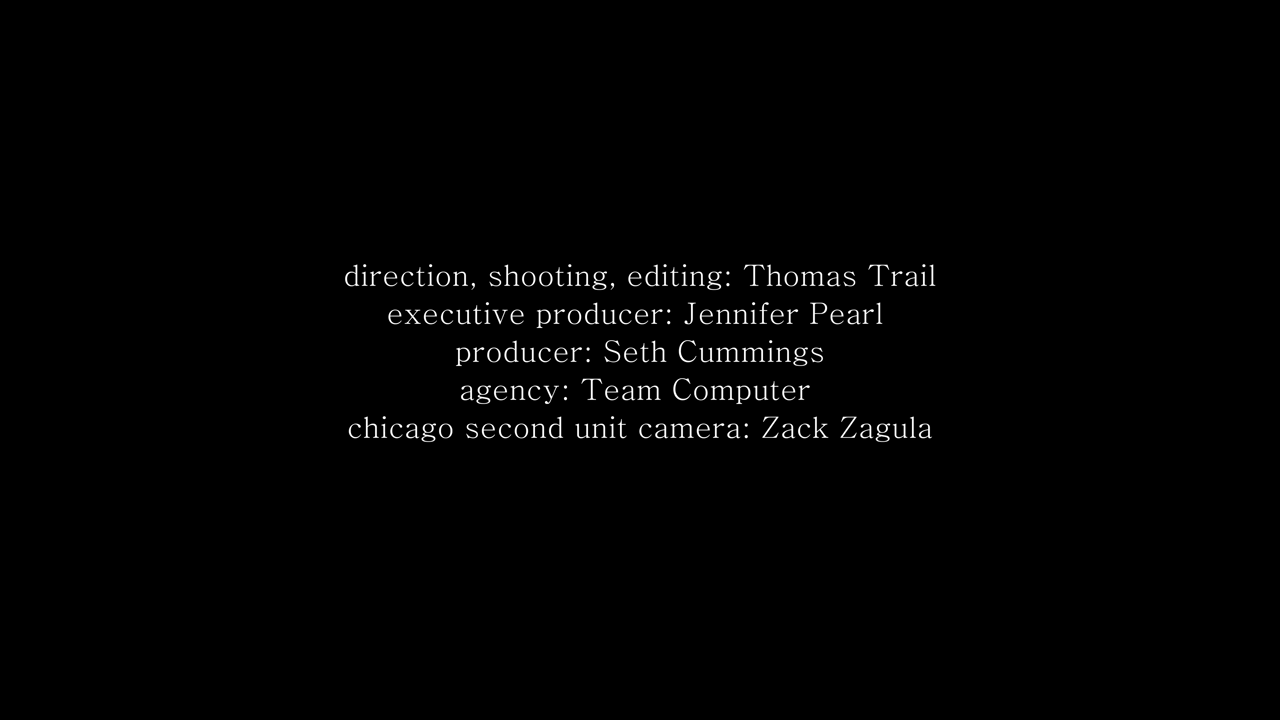 direction, shooting, editing: Thomas Trail
executive producer: Jennifer Pearl
producer: Seth Cummings
agency: Team Computer
chicago second unit camera: Zack Zagula